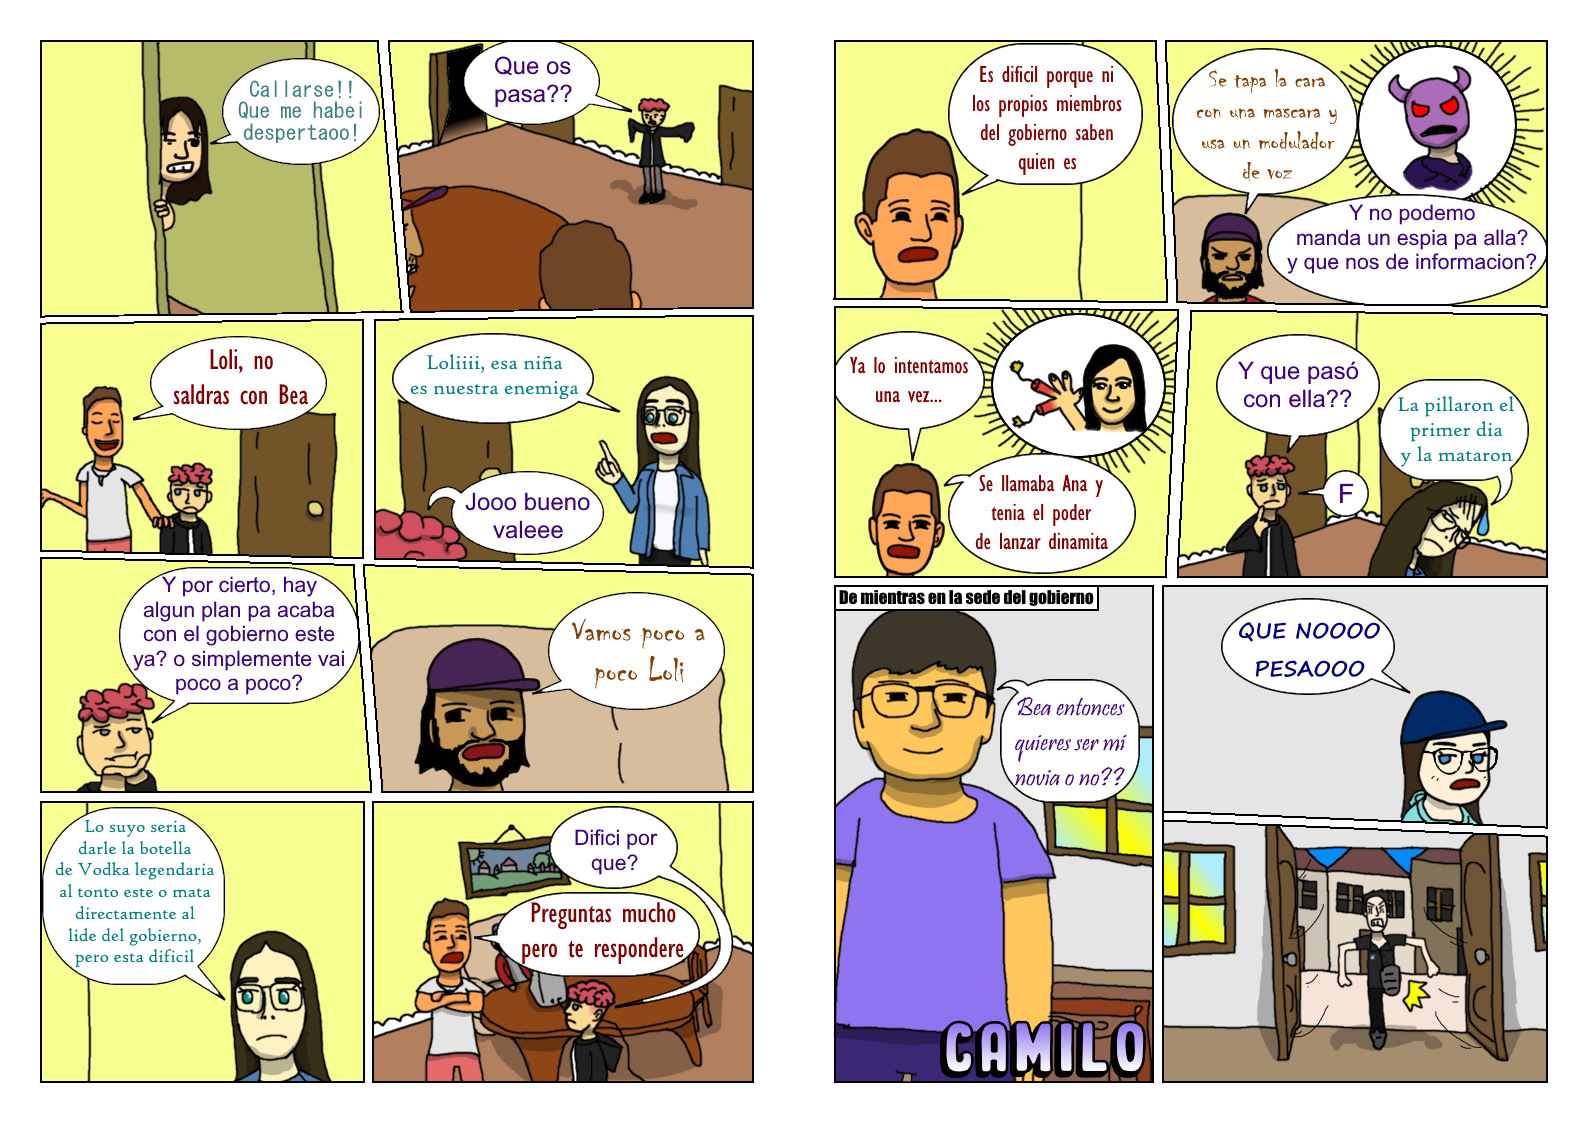 Callarse!!
Que me habei
despertaoo!
Que os
pasa??
Loli, no
saldras con Bea
Loliiii, esa niña
es nuestra enemiga
Jooo bueno
valeee
Y por cierto, hay
algun plan pa acaba
con el gobierno este
ya? o simplemente vai
poco a poco?
Vamos poco a
poco Loli
Lo suyo seria
darle la botella
de Vodka legendaria
al tonto este o mata
directamente al
lide del gobierno,
pero esta dificil
Difici por
que?
Preguntas mucho
pero te respondere
Es dificil porque ni
los propios miembros
del gobierno saben
quien es
Se tapa la cara
con una mascara y
usa un modulador
de voz
Y no podemo
manda un espia pa alla?
y que nos de informacion?
Ya lo intentamos
una vez...
Se llamaba Ana y
tenia el poder
de lanzar dinamita
Y que pasó
con ella??
La pillaron el
primer dia
y la mataron
F
De mientras en la sede del gobierno
Bea entonces
quieres ser mi
novia o no??
CAMILO
QUE NOOOO
PESAOOO